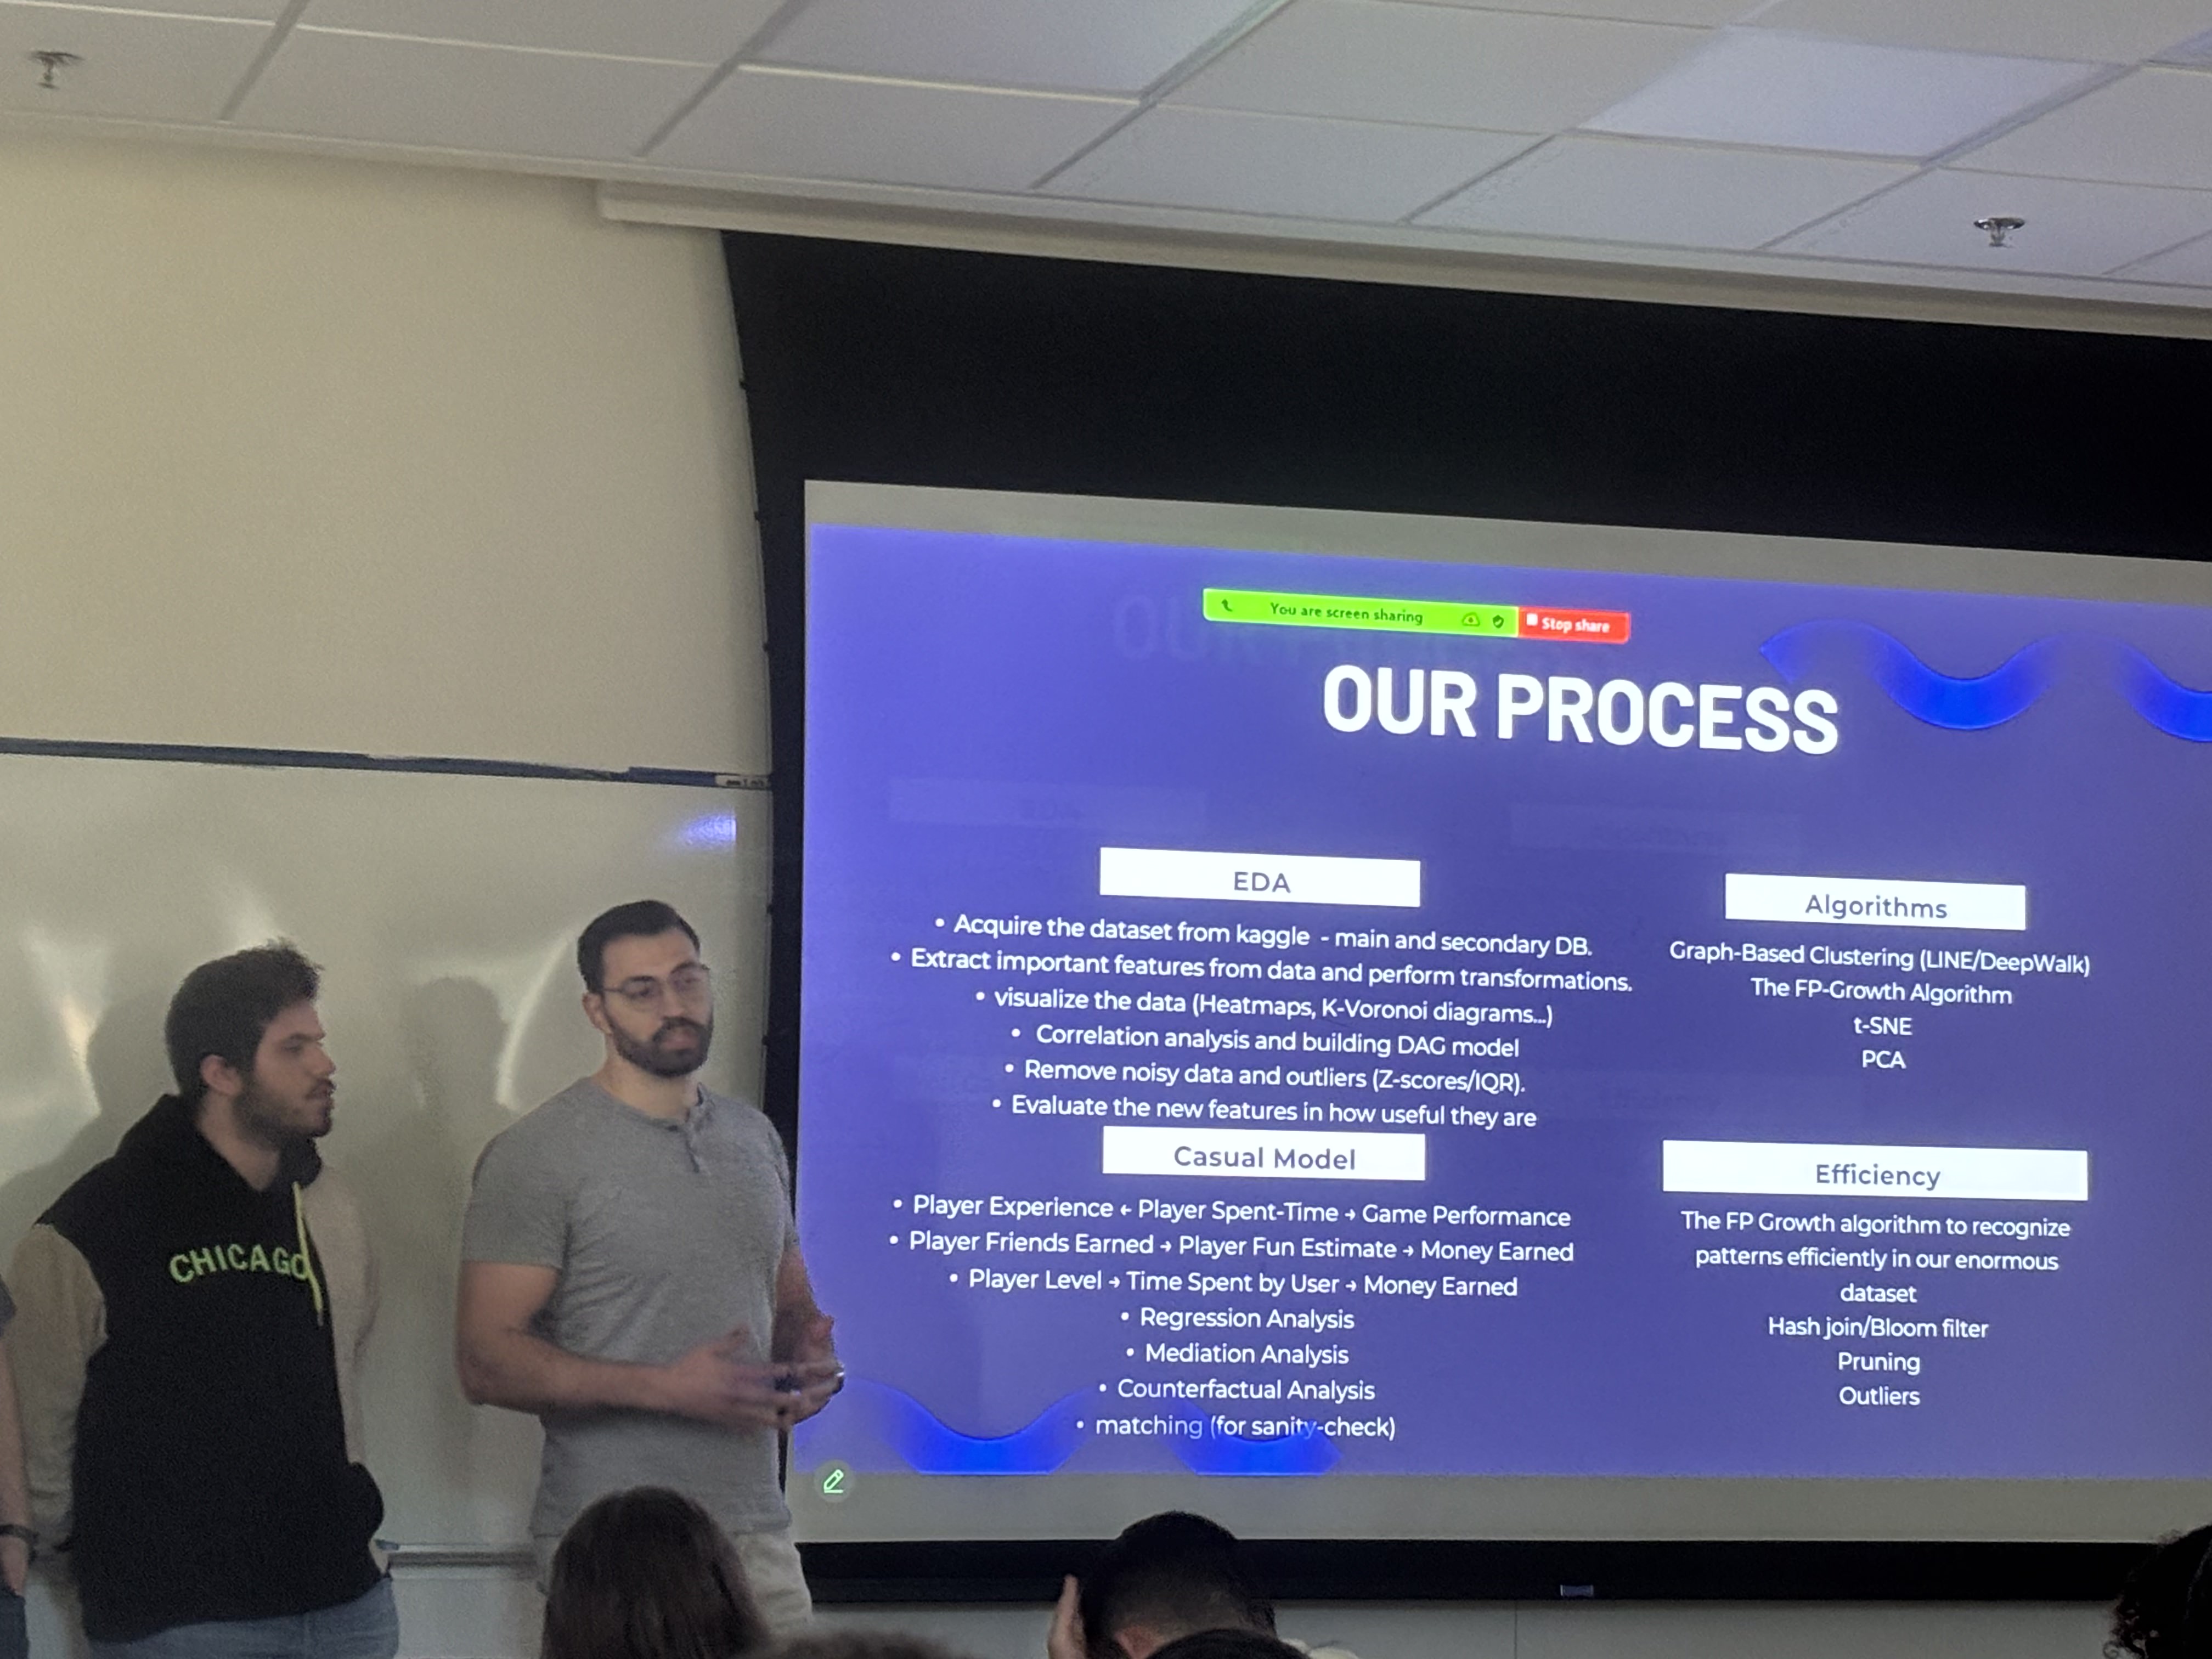 You are screen sharing
Stop share
OUR PROCESS
EDA
• Acquire the dataset from kaggle - main and secondary DB.
• Extract important features from data and perform transformations.
• visualize the data (Heatmaps, K-Voronoi diagrams...)
• Correlation analysis and building DAG model
• Remove noisy data and outliers (Z-scores/IQR).
• Evaluate the new features in how useful they are
Algorithms
Graph-Based Clustering (LINE/DeepWalk)
The FP-Growth Algorithm
t-SNE
PCA
Casual Model
• Player Experience ← Player Spent-Time → Game Performance
• Player Friends Earned → Player Fun Estimate → Money Earned
• Player Level → Time Spent by User → Money Earned
• Regression Analysis
• Mediation Analysis
• Counterfactual Analysis
• matching (for sanity-check)
Efficiency
The FP Growth algorithm to recognize
patterns efficiently in our enormous
dataset
Hash join/Bloom filter
Pruning
Outliers
CHICAGO